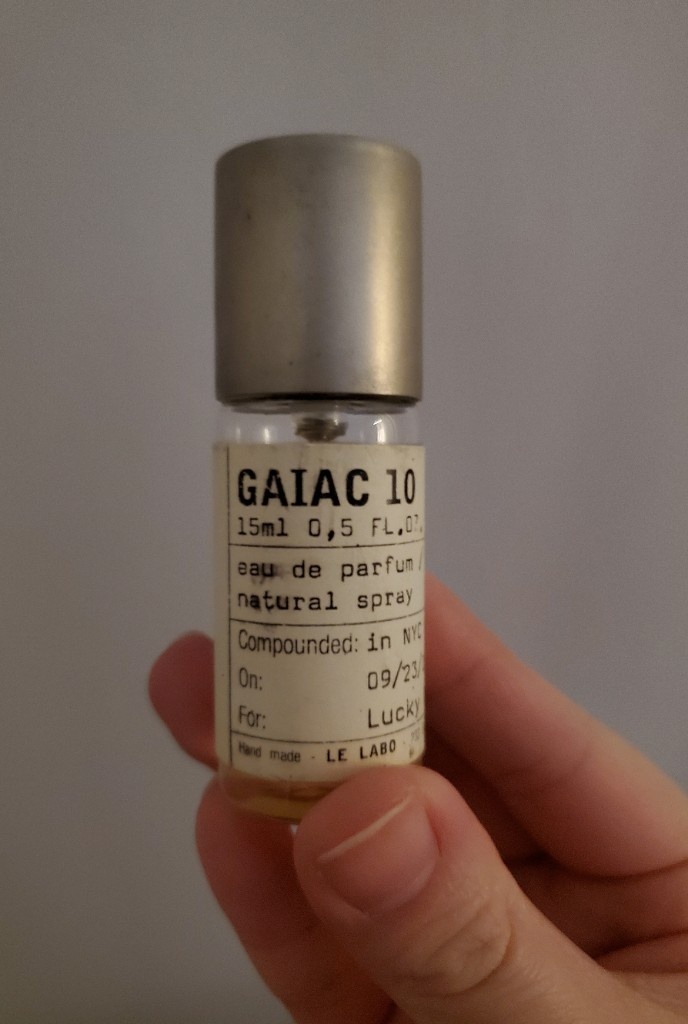 GAIAC 10
15ml 0,5 FL.OZ.
eau de parfum /
natural spray
Compounded: in NYC
On: 09/23/
For: Lucky
Hand made - LE LABO